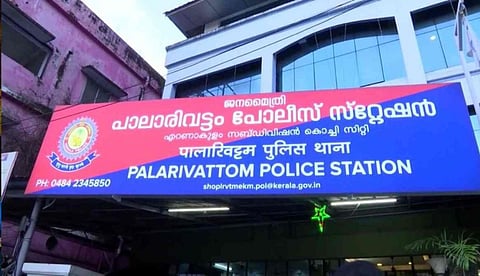 ജനമൈത്രി
പാലാരിവട്ടം പോലീസ് സ്റ്റേഷൻ
എറണാകുളം സബ്ഡിവിഷൻ കൊച്ചി സിറ്റി
पालारिवट्टम पुलिस थाना
PALARIVATTOM POLICE STATION
PH: 0484 2345850
shoplrvtmekm.pol@kerala.gov.in